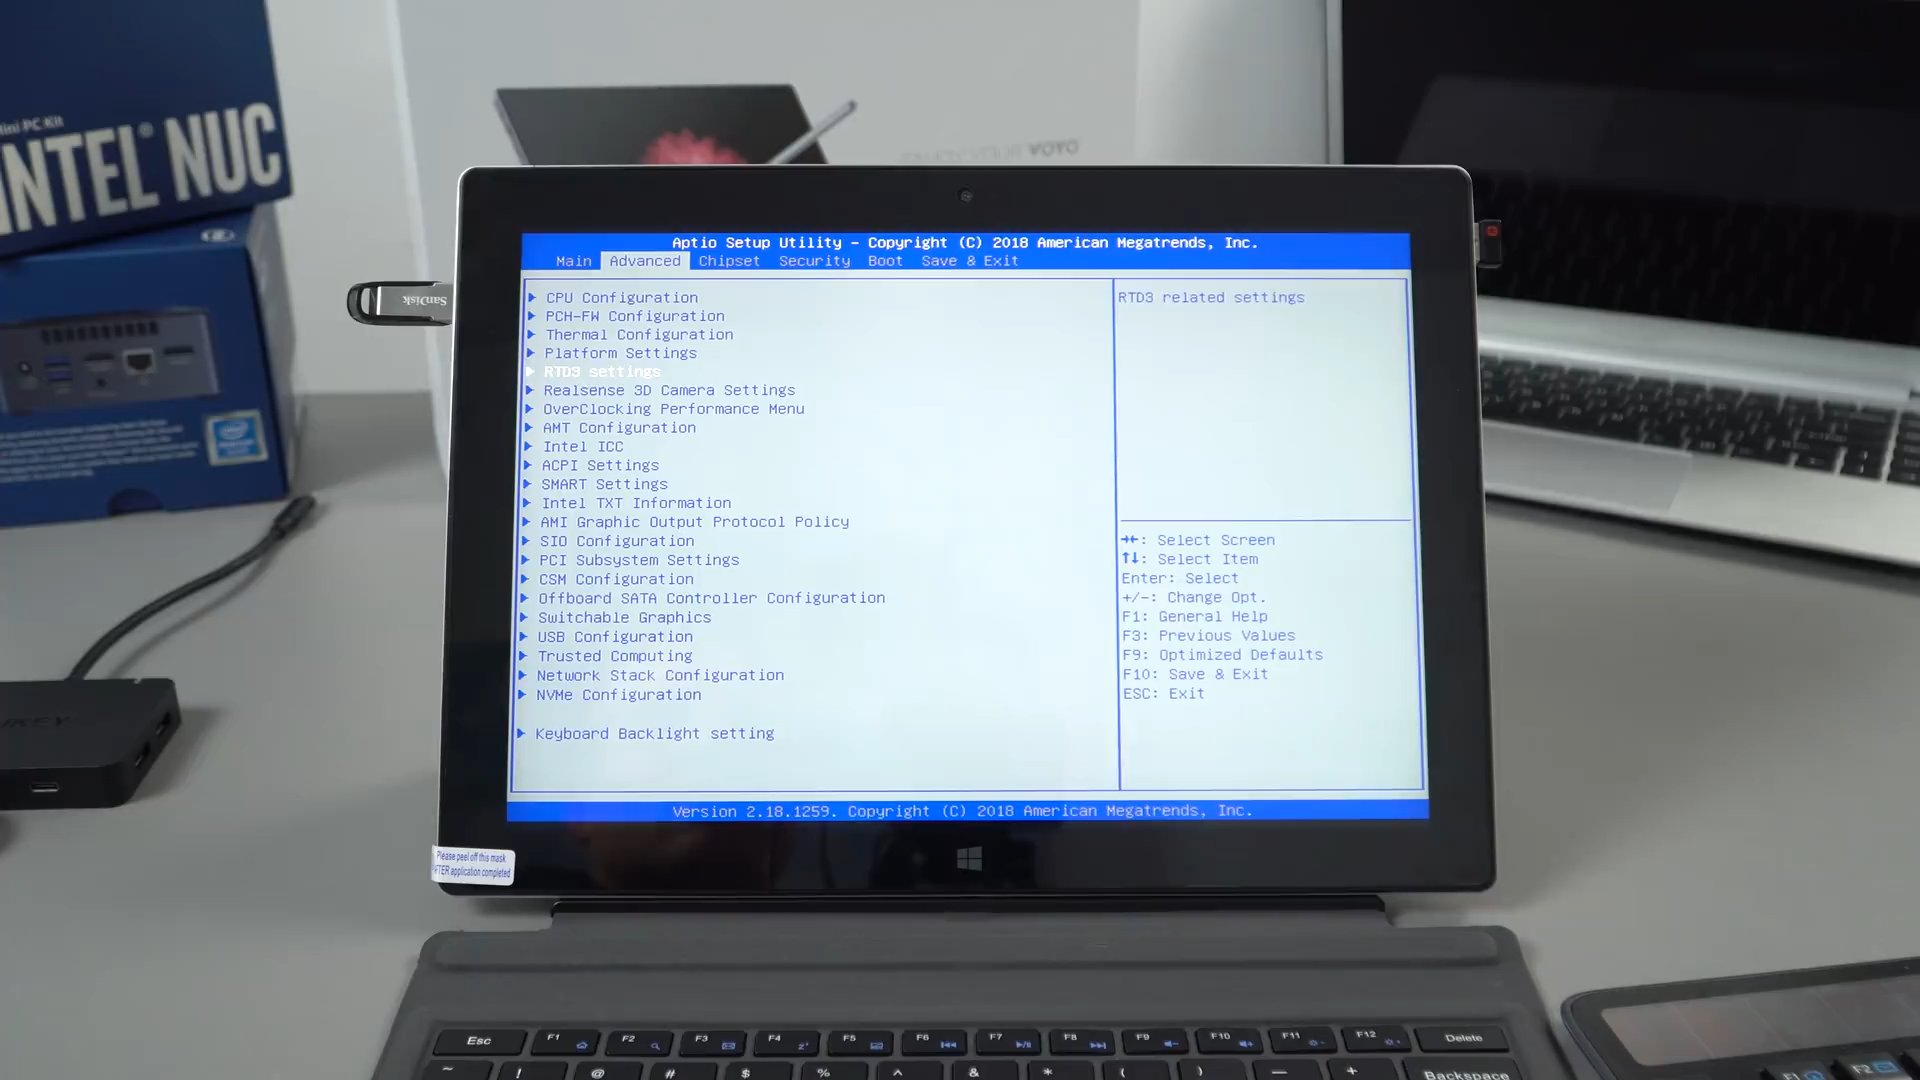 Mini PC Kit
INTEL® NUC
VOYO
SanDisk
Aptio Setup Utility – Copyright (C) 2018 American Megatrends, Inc.
Main Advanced Chipset Security Boot Save & Exit
CPU Configuration
PCH-FW Configuration
Thermal Configuration
Platform Settings
RTD3 settings
Realsense 3D Camera Settings
OverClocking Performance Menu
AMT Configuration
Intel ICC
ACPI Settings
SMART Settings
Intel TXT Information
AMI Graphic Output Protocol Policy
SIO Configuration
PCI Subsystem Settings
CSM Configuration
Offboard SATA Controller Configuration
Switchable Graphics
USB Configuration
Trusted Computing
Network Stack Configuration
NVMe Configuration
Keyboard Backlight setting
RTD3 related settings
→←: Select Screen
↑↓: Select Item
Enter: Select
+/-: Change Opt.
F1: General Help
F3: Previous Values
F9: Optimized Defaults
F10: Save & Exit
ESC: Exit
Version 2.18.1259. Copyright (C) 2018 American Megatrends, Inc.
Please peel off this mask
AFTER application completed
Esc F1 F2 F3 F4 F5 F6 F7 F8 F9 F10 F11 F12 Delete
~ ! @ # $ % ^ & * ( ) — + Backspace
F1 F2